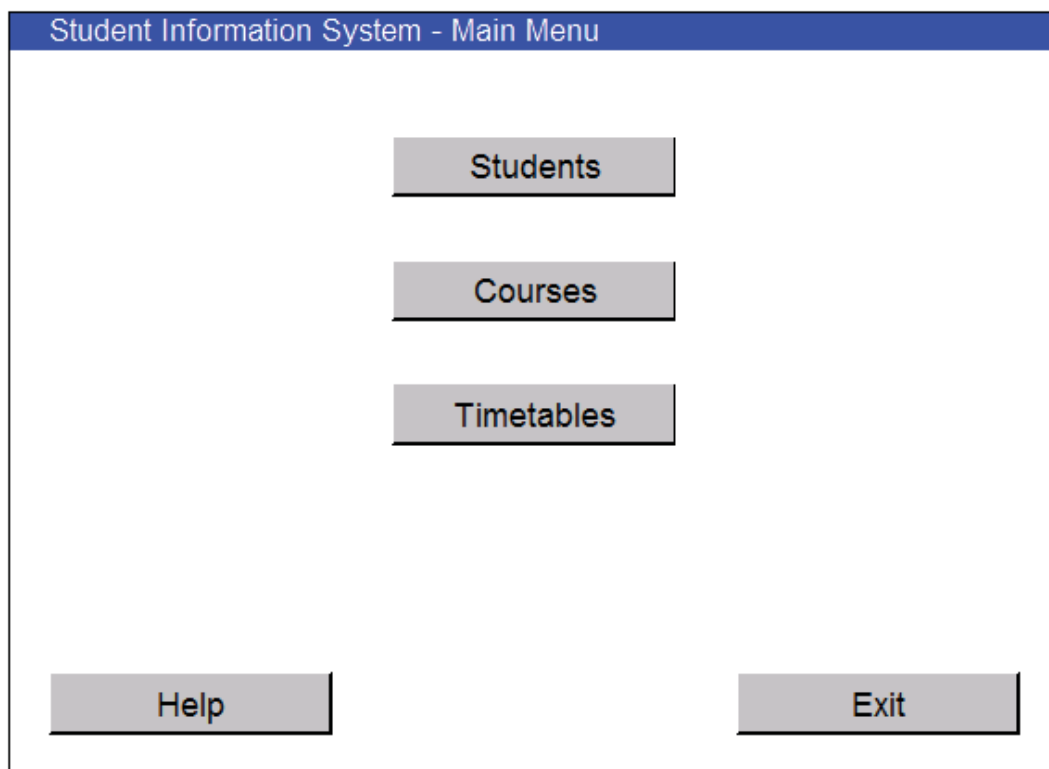 Student Information System - Main Menu
Students
Courses
Timetables
Help
Exit